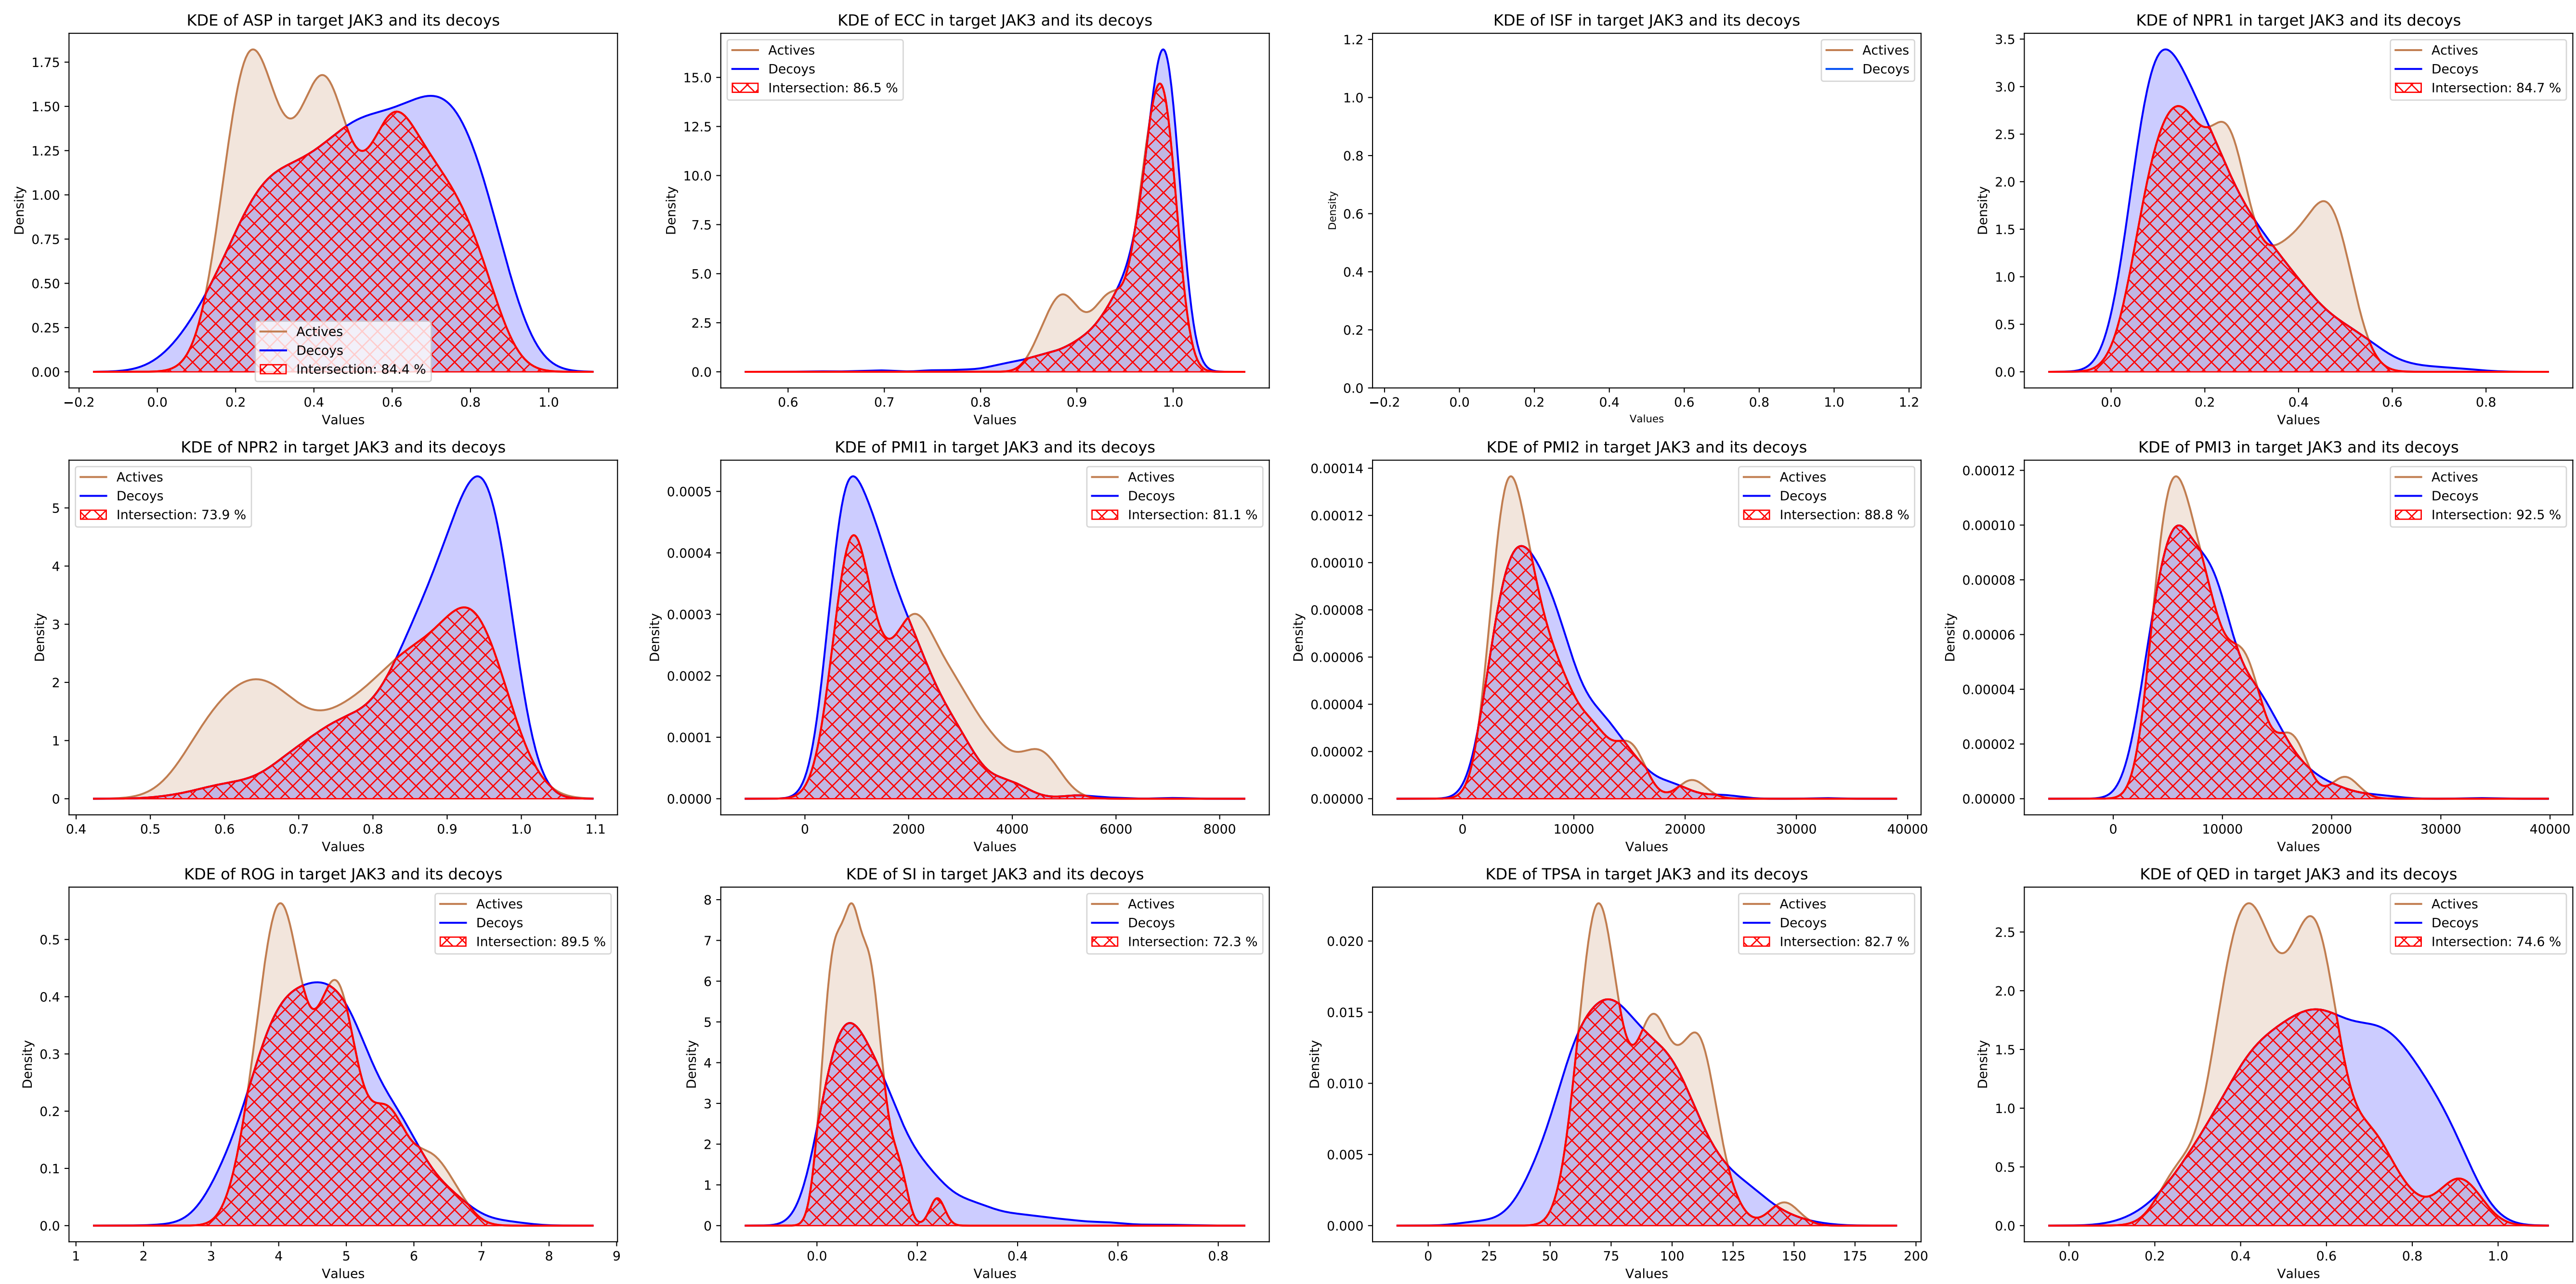 KDE of ASP in target JAK3 and its decoys
Density
1.75
1.50
1.25
1.00
0.75
0.50
0.25
0.00
Actives
Decoys
Intersection: 84.4 %
−0.2 0.0 0.2 0.4 0.6 0.8 1.0
Values
KDE of ECC in target JAK3 and its decoys
Actives
Decoys
Intersection: 86.5 %
Density
15.0
12.5
10.0
7.5
5.0
2.5
0.0
0.6 0.7 0.8 0.9 1.0
Values
KDE of ISF in target JAK3 and its decoys
Actives
Decoys
Density
1.2
1.0
0.8
0.6
0.4
0.2
0.0
−0.2 0.0 0.2 0.4 0.6 0.8 1.0 1.2
Values
KDE of NPR1 in target JAK3 and its decoys
Actives
Decoys
Intersection: 84.7 %
Density
3.5
3.0
2.5
2.0
1.5
1.0
0.5
0.0
0.0 0.2 0.4 0.6 0.8
Values
KDE of NPR2 in target JAK3 and its decoys
Actives
Decoys
Intersection: 73.9 %
Density
5
4
3
2
1
0
0.4 0.5 0.6 0.7 0.8 0.9 1.0 1.1
Values
KDE of PMI1 in target JAK3 and its decoys
Actives
Decoys
Intersection: 81.1 %
Density
0.0005
0.0004
0.0003
0.0002
0.0001
0.0000
0 2000 4000 6000 8000
Values
KDE of PMI2 in target JAK3 and its decoys
Actives
Decoys
Intersection: 88.8 %
Density
0.00014
0.00012
0.00010
0.00008
0.00006
0.00004
0.00002
0.00000
0 10000 20000 30000 40000
Values
KDE of PMI3 in target JAK3 and its decoys
Actives
Decoys
Intersection: 92.5 %
Density
0.00012
0.00010
0.00008
0.00006
0.00004
0.00002
0.00000
0 10000 20000 30000 40000
Values
KDE of ROG in target JAK3 and its decoys
Actives
Decoys
Intersection: 89.5 %
Density
0.5
0.4
0.3
0.2
0.1
0.0
1 2 3 4 5 6 7 8 9
Values
KDE of SI in target JAK3 and its decoys
Actives
Decoys
Intersection: 72.3 %
Density
8
7
6
5
4
3
2
1
0
0.0 0.2 0.4 0.6 0.8
Values
KDE of TPSA in target JAK3 and its decoys
Actives
Decoys
Intersection: 82.7 %
Density
0.020
0.015
0.010
0.005
0.000
0 25 50 75 100 125 150 175 200
Values
KDE of QED in target JAK3 and its decoys
Actives
Decoys
Intersection: 74.6 %
Density
2.5
2.0
1.5
1.0
0.5
0.0
0.0 0.2 0.4 0.6 0.8 1.0
Values